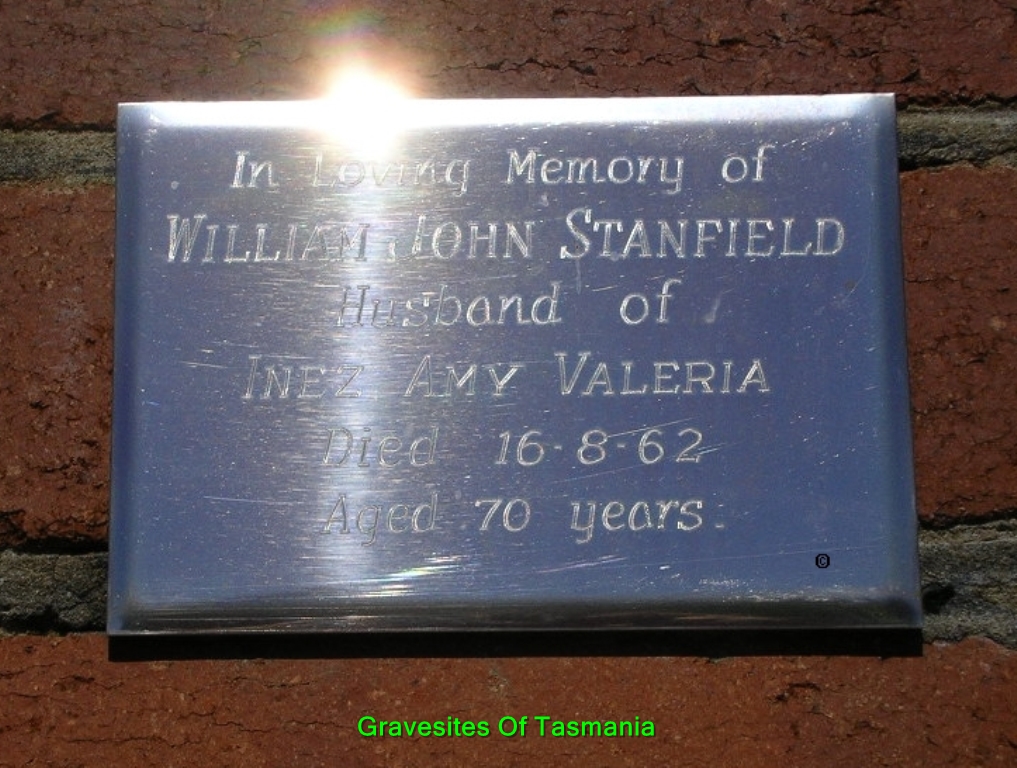 In Loving Memory of
WILLIAM JOHN STANFIELD
Husband of
INEZ AMY VALERIA
Died 16-8-62
Aged 70 years.
©
Gravesites Of Tasmania